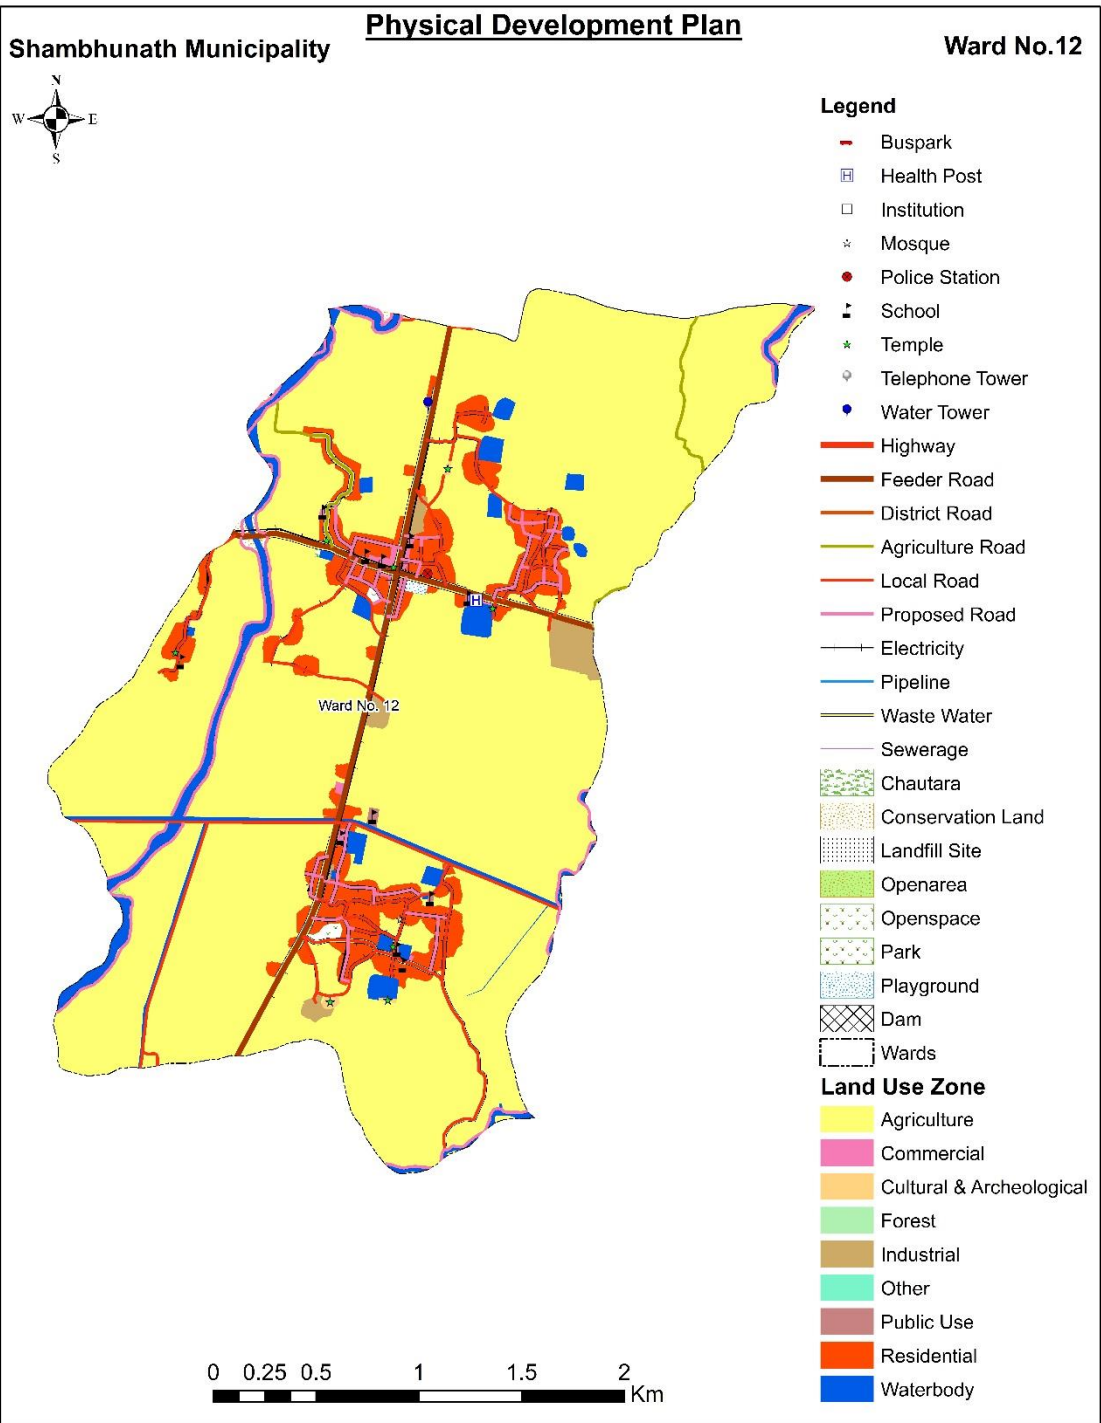 Physical Development Plan
Shambhunath Municipality
Ward No.12
N
W E
S
Legend
Buspark
H Health Post
Institution
Mosque
Police Station
School
Temple
Telephone Tower
Water Tower
Highway
Feeder Road
District Road
Agriculture Road
Local Road
Proposed Road
Electricity
Pipeline
Waste Water
Sewerage
Chautara
Conservation Land
Landfill Site
Openarea
Openspace
Park
Playground
Dam
Wards
Land Use Zone
Agriculture
Commercial
Cultural & Archeological
Forest
Industrial
Other
Public Use
Residential
Waterbody
H
Ward No. 12
0 0.25 0.5 1 1.5 2
Km